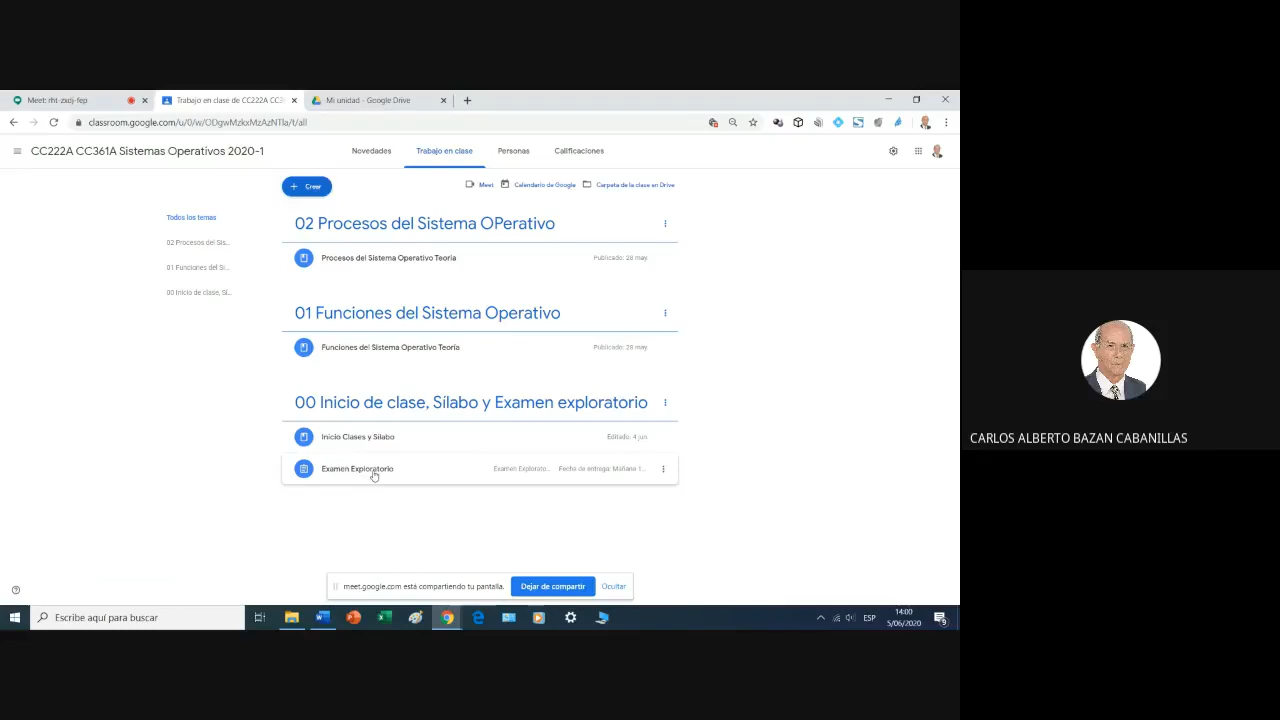 Meet: rht-zxdj-fep
Trabajo en clase de CC222A CC3
Mi unidad - Google Drive
classroom.google.com/u/0/w/ODgwMzkxMzAzNTla/t/all
CC222A CC361A Sistemas Operativos 2020-1
Novedades
Trabajo en clase
Personas
Calificaciones
Crear
Meet
Calendario de Google
Carpeta de la clase en Drive
Todos los temas
02 Procesos del Sis...
01 Funciones del Si...
00 Inicio de clase, Sí...
02 Procesos del Sistema OPerativo
Procesos del Sistema Operativo Teoría
Publicado: 28 may.
01 Funciones del Sistema Operativo
Funciones del Sistema Operativo Teoría
Publicado: 28 may.
00 Inicio de clase, Sílabo y Examen exploratorio
Inicio Clases y Sílabo
Editado: 4 jun.
Examen Exploratorio
Examen Explorato...
Fecha de entrega: Mañana 1...
CARLOS ALBERTO BAZAN CABANILLAS
meet.google.com está compartiendo tu pantalla.
Dejar de compartir
Ocultar
Escribe aquí para buscar
ESP
14:00
5/06/2020